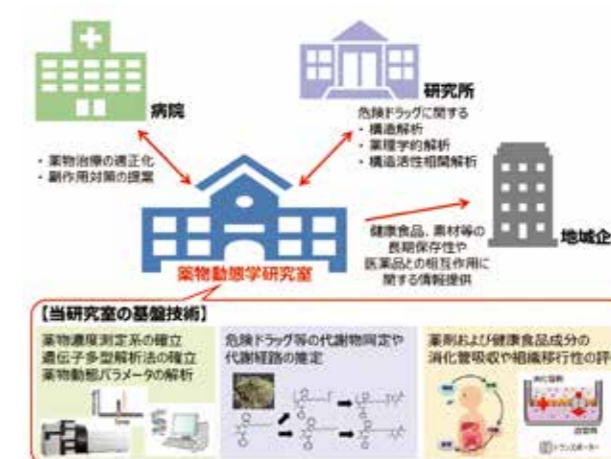 病院
・薬物治療の適正化
・副作用対策の提案
研究所
危険ドラッグに関する
・構造解析
・薬理学的解析
・構造活性相関解析
薬物動態学研究室
地域企
健康食品、素材等の
長期保存性や
医薬品との相互作用に
関する情報提供
【当研究室の基盤技術】
薬物濃度測定系の確立
遺伝子多型解析法の確立
薬物動態パラメータの解析
危険ドラッグ等の代謝物同定や
代謝経路の推定
薬剤および健康食品成分の
消化管吸収や組織移行性の評
トランスポーター